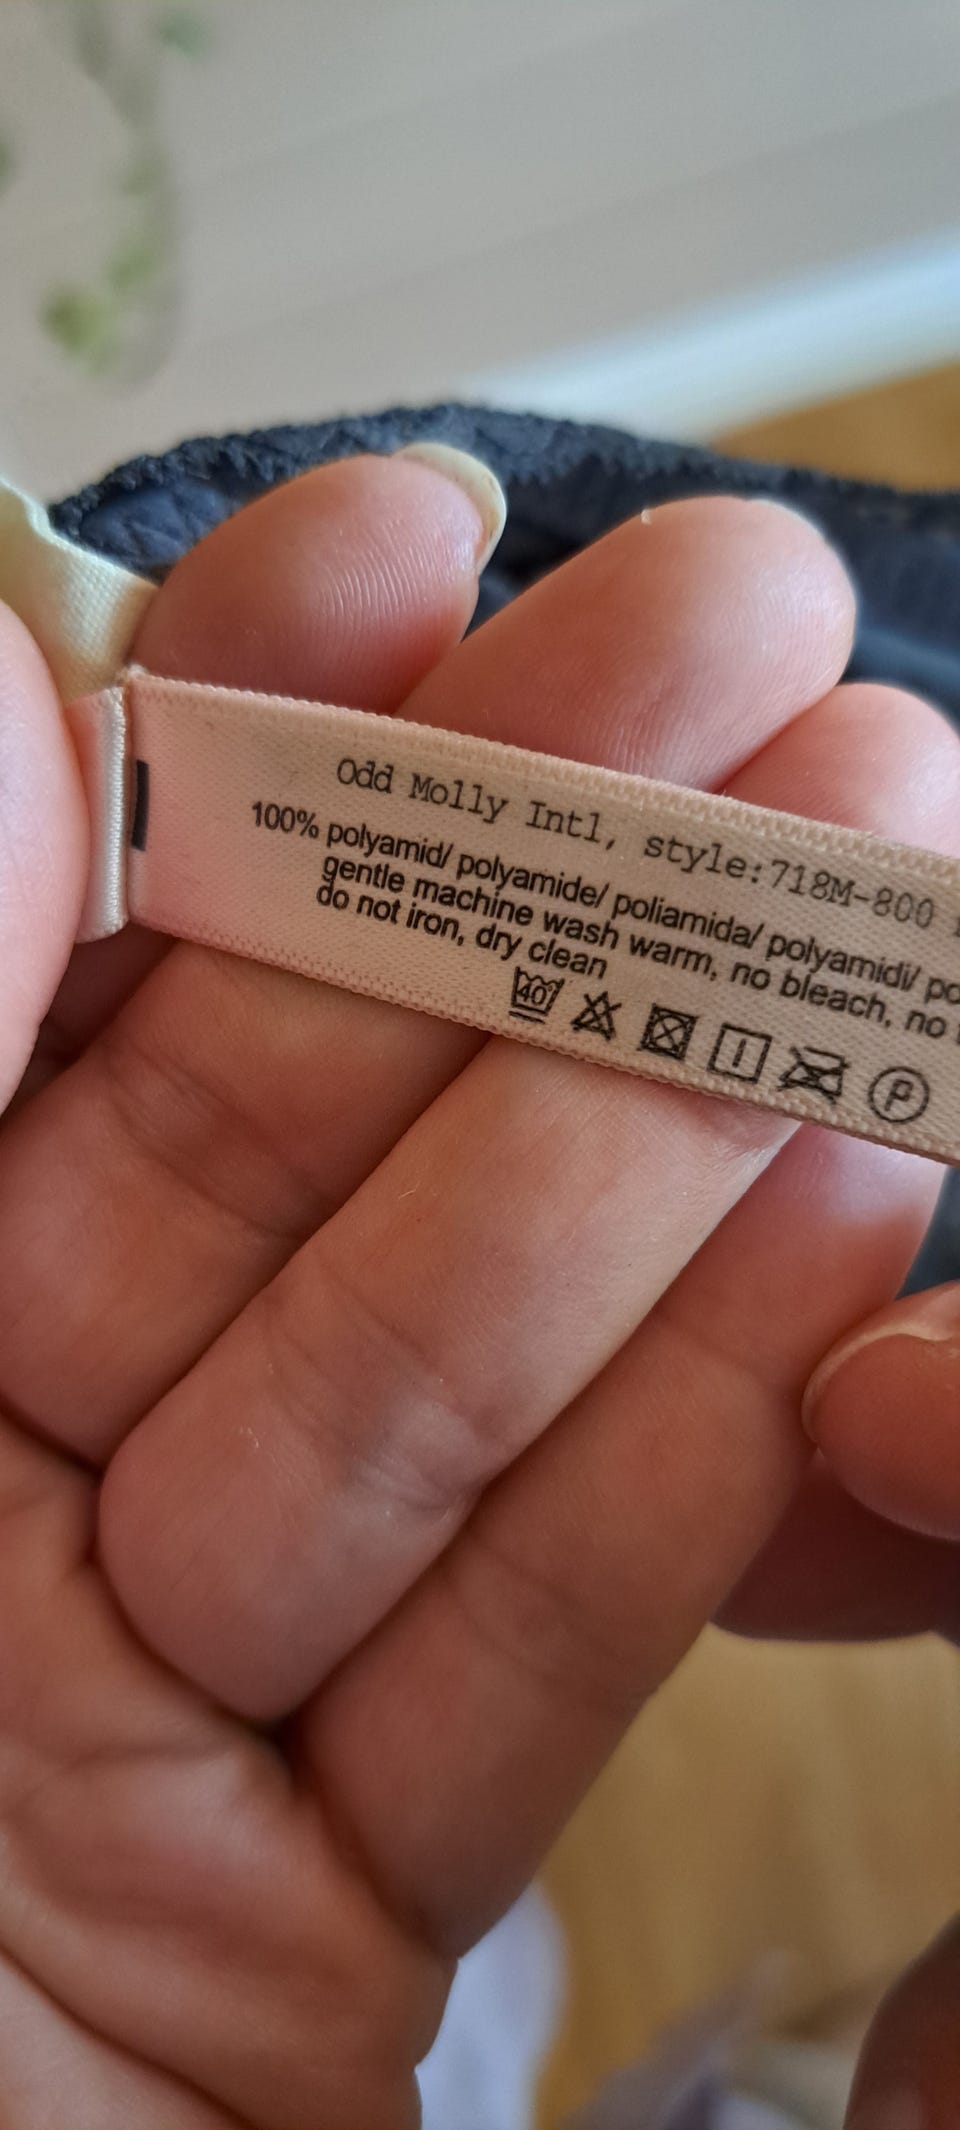 Odd Molly Intl, style:718M-800
100% polyamid/ polyamide/ poliamida/ polyamidi/
gentle machine wash warm, no bleach, no
do not iron, dry clean
40°
P